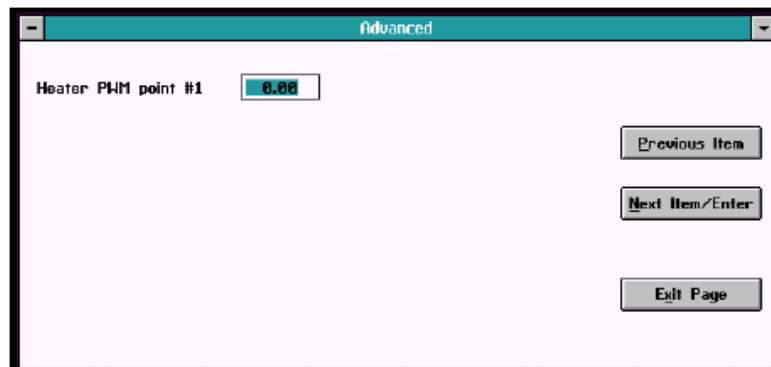 Advanced
Heater PWM point #1 0.00
Previous Item
Next Item/Enter
Exit Page